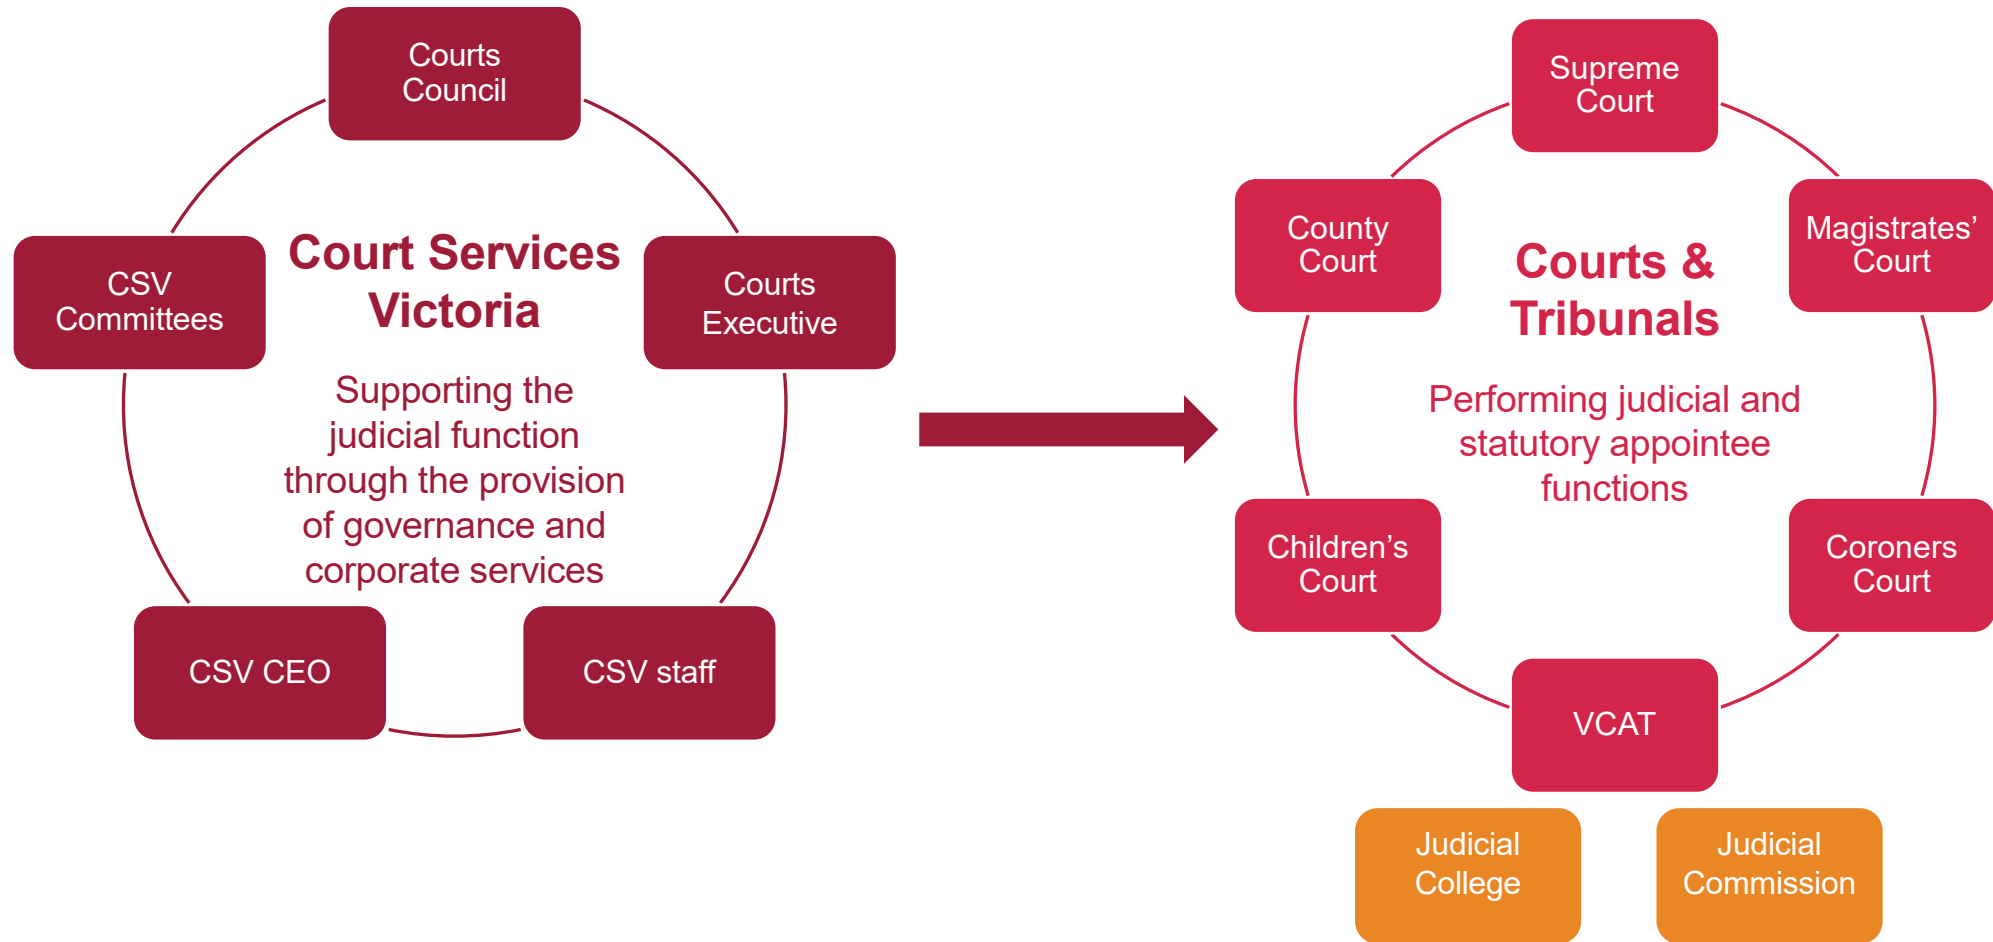 Courts
Council
CSV
Committees
Court Services
Victoria
Courts
Executive
Supporting the
judicial function
through the provision
of governance and
corporate services
CSV CEO
CSV staff
Supreme
Court
County
Court
Magistrates’
Court
Courts &
Tribunals
Performing judicial and
statutory appointee
functions
Children’s
Court
Coroners
Court
VCAT
Judicial
College
Judicial
Commission